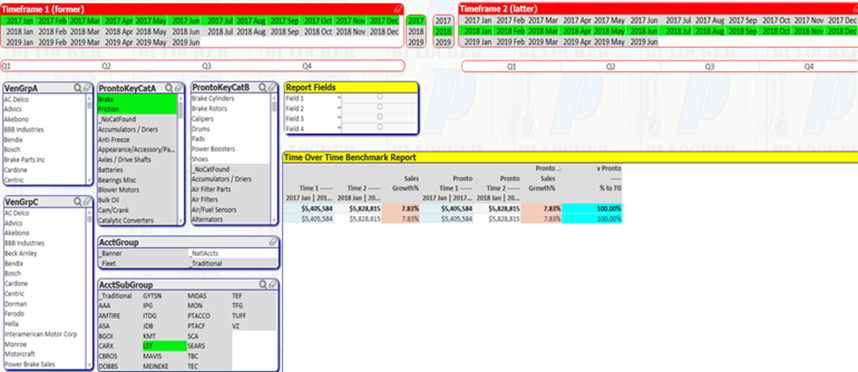 Timeframe 1 (former)
2017 Jan 2017 Feb 2017 Mar 2017 Apr 2017 May 2017 Jun 2017 Jul 2017 Aug 2017 Sep 2017 Oct 2017 Nov 2017 Dec
2018 Jan 2018 Feb 2018 Mar 2018 Apr 2018 May 2018 Jun 2018 Jul 2018 Aug 2018 Sep 2018 Oct 2018 Nov 2018 Dec
2019 Jan 2019 Feb 2019 Mar 2019 Apr 2019 May 2019 Jun
2017
2018
2019
Q1 Q2 Q3 Q4
2017
2018
2019
Timeframe 2 (latter)
2017 Jan 2017 Feb 2017 Mar 2017 Apr 2017 May 2017 Jun 2017 Jul 2017 Aug 2017 Sep 2017 Oct 2017 Nov 2017 Dec
2018 Jan 2018 Feb 2018 Mar 2018 Apr 2018 May 2018 Jun 2018 Jul 2018 Aug 2018 Sep 2018 Oct 2018 Nov 2018 Dec
2019 Jan 2019 Feb 2019 Mar 2019 Apr 2019 May 2019 Jun
Q1 Q2 Q3 Q4
BI LOCKER
VenGrpA
AC Delco
Advics
Akebono
BBB Industries
Bendix
Bosch
Brake Parts Inc
Cardone
Centric
ProntoKeyCatA
Brake
Friction
_NoCatFound
Accumulators / Driers
Anti-Freeze
Appearance/Accessory/Pa...
Axles / Drive Shafts
Batteries
Bearings Misc
Blower Motors
Bulk Oil
Cam/Crank
Catalytic Converters
ProntoKeyCatB
Brake Cylinders
Brake Rotors
Calipers
Drums
Pads
Power Boosters
Shoes
_NoCatFound
Accumulators / Driers
Air Filter Parts
Air Filters
Air/Fuel Sensors
Alternators
Report Fields
Field 1
Field 2
Field 3
Field 4
Time Over Time Benchmark Report
Pronto ... v Pronto
Sales Pronto Pronto Sales -----
Time 1 ------ Time 2 ------ Growth% Time 1 ------ Time 2 ------ Growth% % to Ttl
2017 Jan | 201... 2018 Jan | 20... 2017 Jan | 2017... 2018 Jan | 20...
$5,405,584 $5,828,815 7.83% $5,405,584 $5,828,815 7.83% 100.00%
$5,405,584 $5,828,815 7.83% $5,405,584 $5,828,815 7.83% 100.00%
VenGrpC
AC Delco
Advics
Akebono
BBB Industries
Beck Arnley
Bendix
Bosch
Cardone
Centric
Dorman
Ferodo
Hella
Interamerican Motor Corp
Monroe
Motorcraft
Power Brake Sales
AcctGroup
_Banner _NatlAccts
_Fleet _Traditional
AcctSubGroup
_Traditional GYTSN MIDAS TEF
AAA IPG MON TFG
AMTIRE ITDG PTACCO TUFF
ASA JDB PTACF VZ
BGOI KMT SCA
CARX LST SEARS
CBROS MAVIS TBC
DOBBS MEINEKE TEC